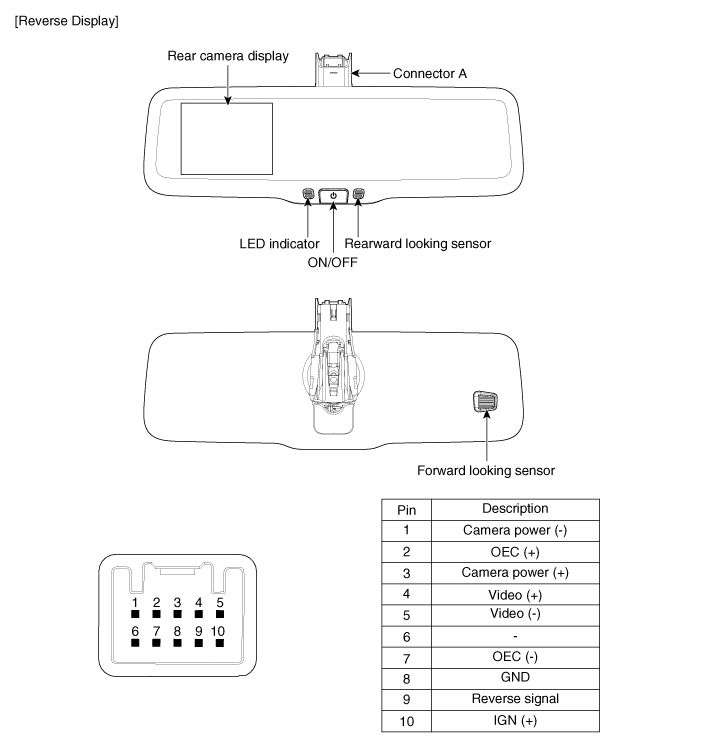 [Reverse Display]
Rear camera display
Connector A
LED indicator
Rearward looking sensor
ON/OFF
Forward looking sensor
Pin Description
1 Camera power (-)
2 OEC (+)
3 Camera power (+)
4 Video (+)
5 Video (-)
6 -
7 OEC (-)
8 GND
9 Reverse signal
10 IGN (+)
1 2 3 4 5
6 7 8 9 10